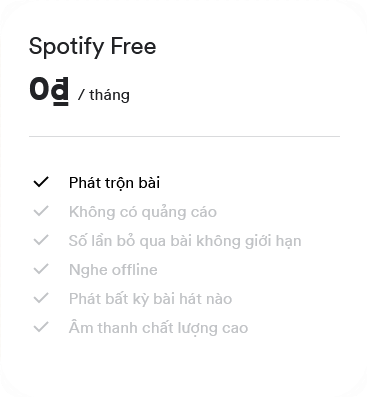 Spotify Free
0₫ / tháng
Phát trộn bài
Không có quảng cáo
Số lần bỏ qua bài không giới hạn
Nghe offline
Phát bất kỳ bài hát nào
Âm thanh chất lượng cao